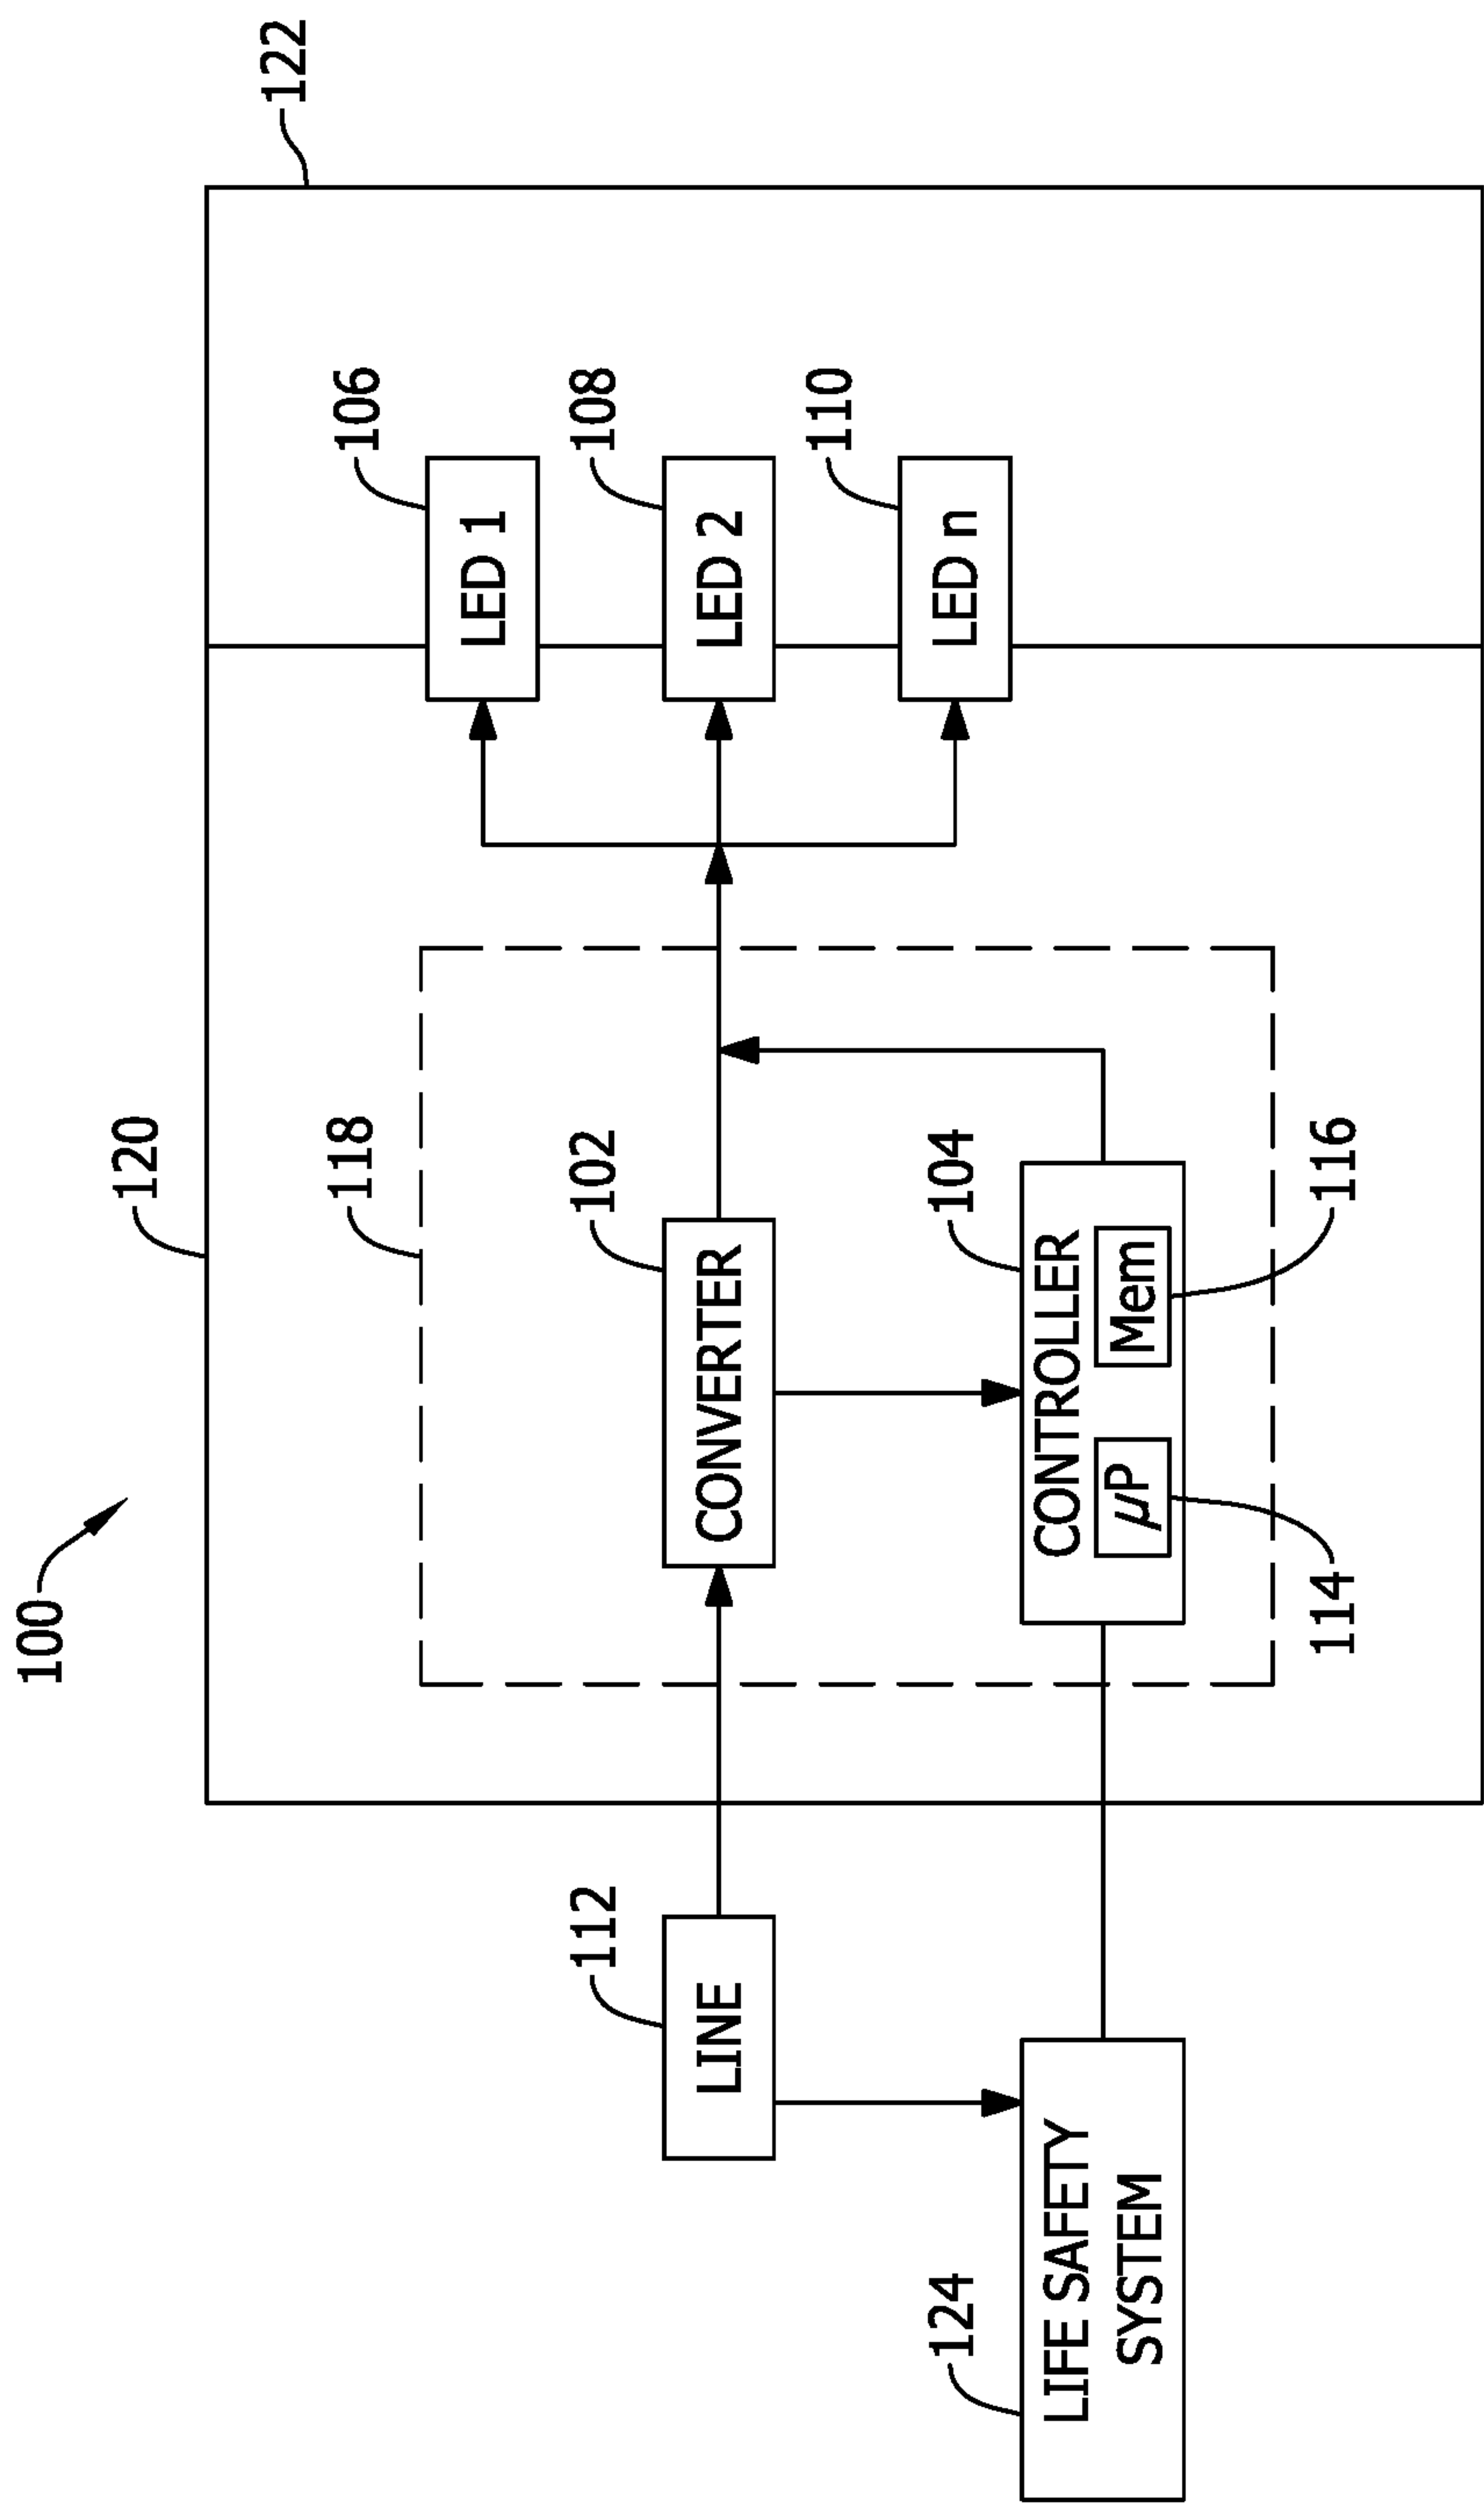 100
120
122
118
106
LED 1
112
102
108
LINE
CONVERTER
LED 2
124
104
110
LIFE SAFETY
SYSTEM
CONTROLLER
μP
Mem
LED n
114
116